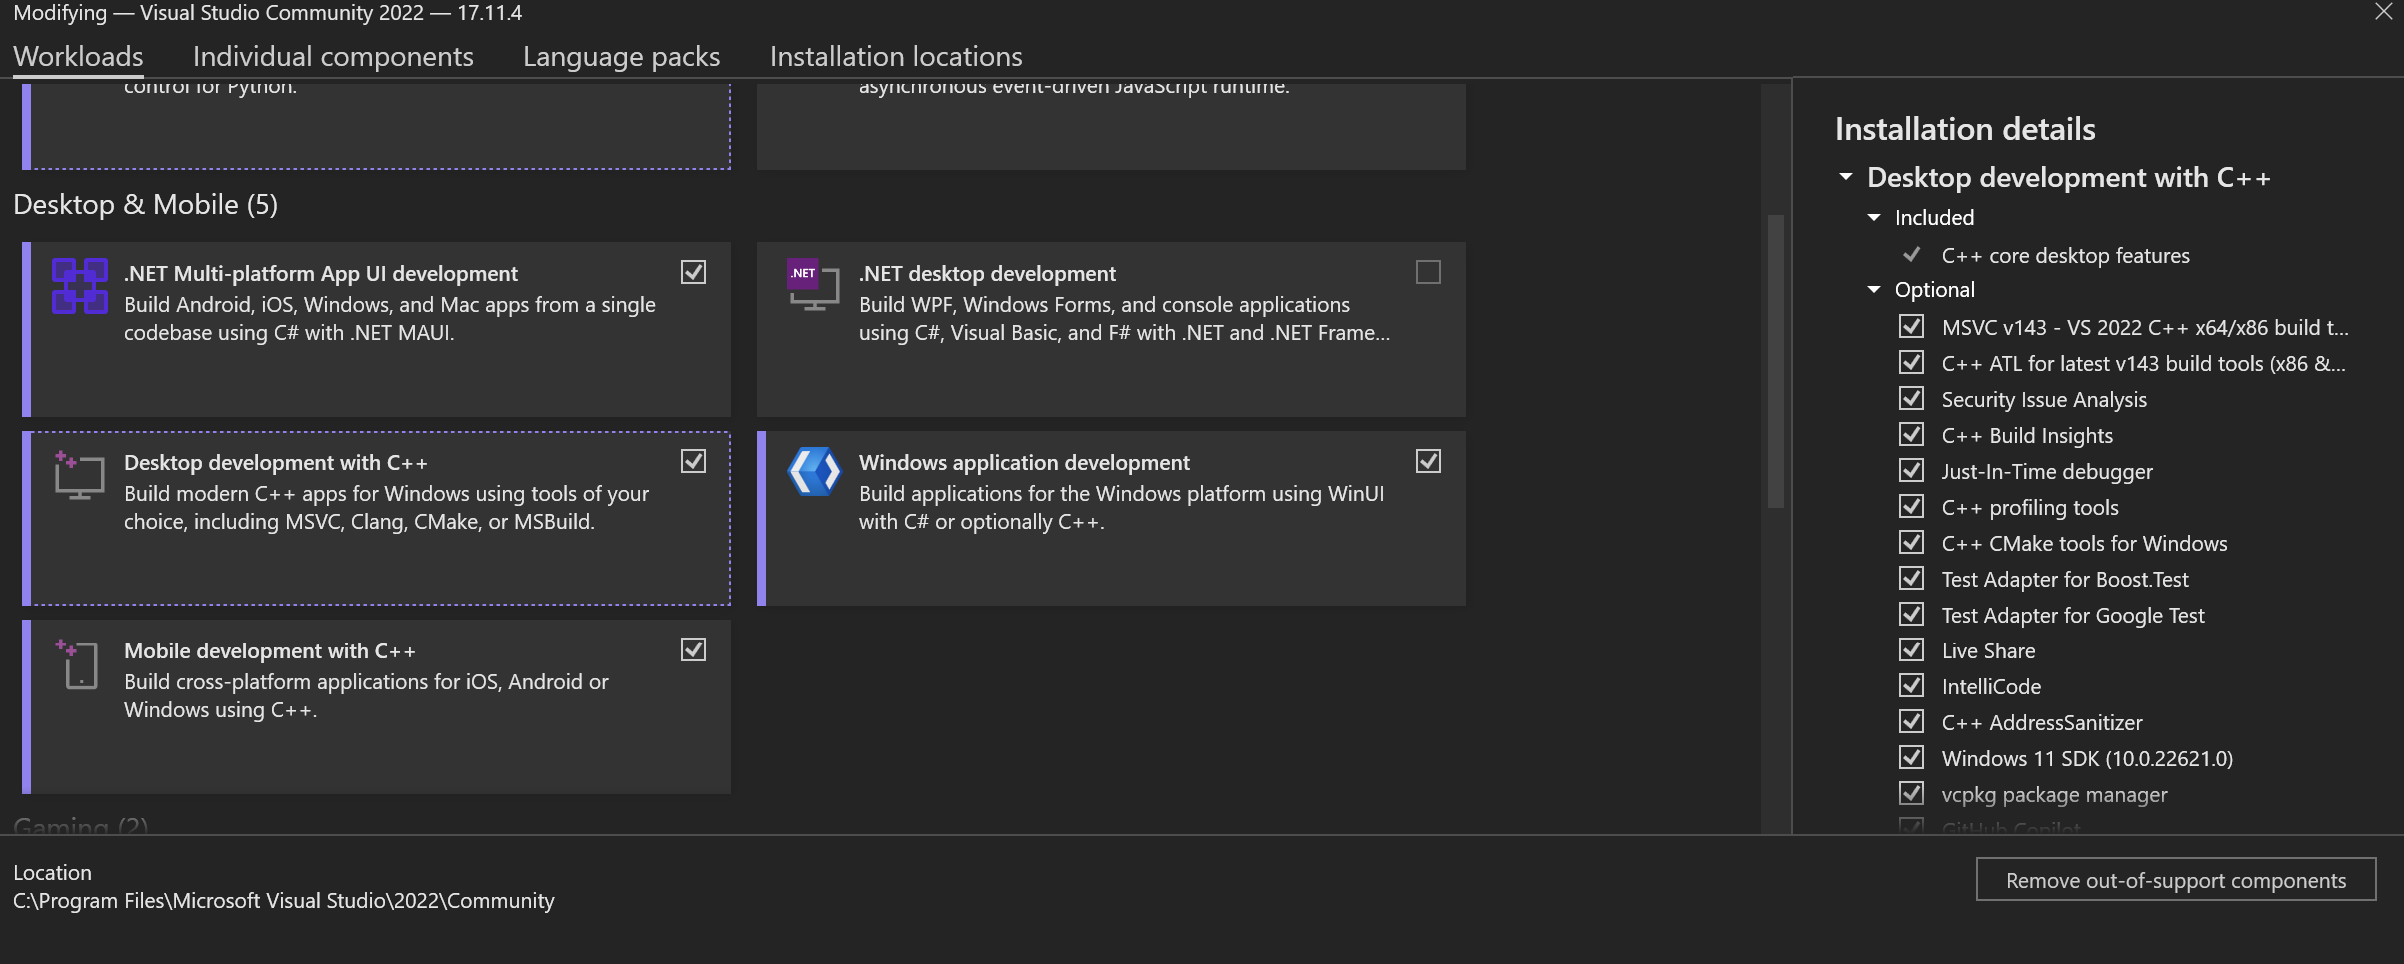 Modifying — Visual Studio Community 2022 — 17.11.4
Workloads
Individual components
Language packs
Installation locations
control for Python.
asynchronous event-driven JavaScript runtime.
Desktop & Mobile (5)
.NET Multi-platform App UI development
Build Android, iOS, Windows, and Mac apps from a single
codebase using C# with .NET MAUI.
.NET
.NET desktop development
Build WPF, Windows Forms, and console applications
using C#, Visual Basic, and F# with .NET and .NET Frame...
Desktop development with C++
Build modern C++ apps for Windows using tools of your
choice, including MSVC, Clang, CMake, or MSBuild.
Windows application development
Build applications for the Windows platform using WinUI
with C# or optionally C++.
Mobile development with C++
Build cross-platform applications for iOS, Android or
Windows using C++.
Gaming (2)
Installation details
Desktop development with C++
Included
C++ core desktop features
Optional
MSVC v143 - VS 2022 C++ x64/x86 build t...
C++ ATL for latest v143 build tools (x86 &...
Security Issue Analysis
C++ Build Insights
Just-In-Time debugger
C++ profiling tools
C++ CMake tools for Windows
Test Adapter for Boost.Test
Test Adapter for Google Test
Live Share
IntelliCode
C++ AddressSanitizer
Windows 11 SDK (10.0.22621.0)
vcpkg package manager
GitHub Copilot
Location
C:\Program Files\Microsoft Visual Studio\2022\Community
Remove out-of-support components